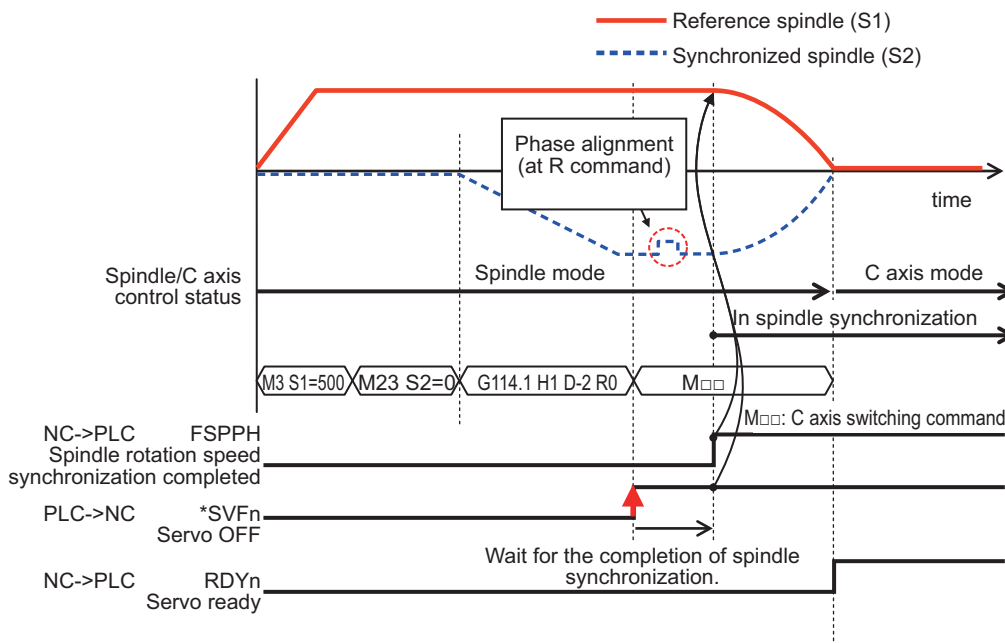 Reference spindle (S1)
Synchronized spindle (S2)
Phase alignment
(at R command)
time
Spindle/C axis
control status
Spindle mode
C axis mode
In spindle synchronization
M3 S1=500
M23 S2=0
G114.1 H1 D-2 R0
M□□
M□□: C axis switching command
NC->PLC FSPPH
Spindle rotation speed
synchronization completed
PLC->NC *SVFn
Servo OFF
Wait for the completion of spindle
synchronization.
NC->PLC RDYn
Servo ready